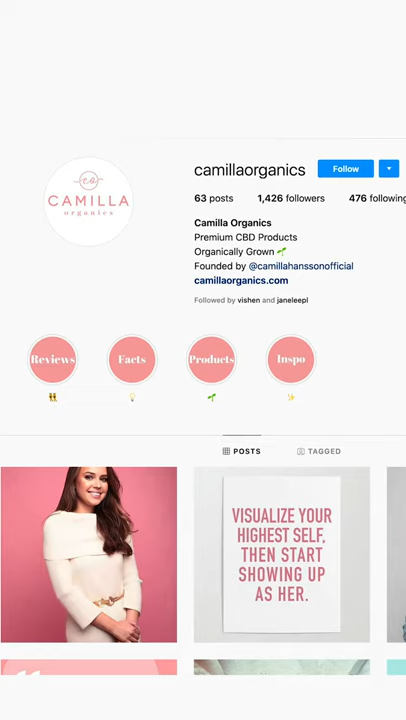 co
CAMILLA
organics
camillaorganics
Follow
63 posts 1,426 followers 476 following
Camilla Organics
Premium CBD Products
Organically Grown 🌱
Founded by @camillahanssonofficial
camillaorganics.com
Followed by vishen and janeleepl
Reviews Facts Products Inspo
POSTS TAGGED
VISUALIZE YOUR
HIGHEST SELF,
THEN START
SHOWING UP
AS HER.